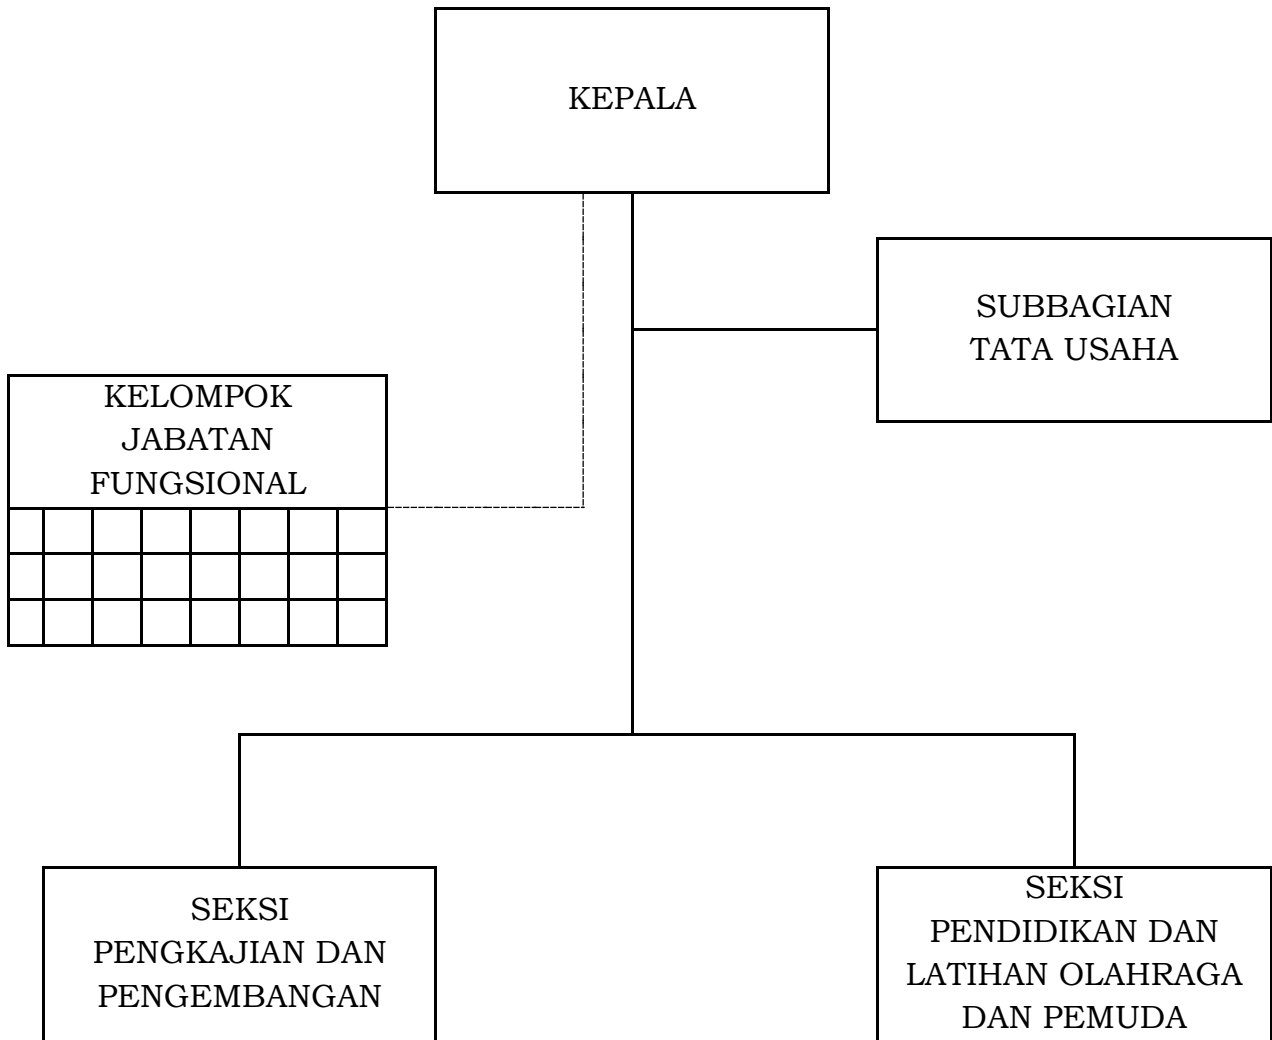 KEPALA
SUBBAGIAN
TATA USAHA
KELOMPOK
JABATAN
FUNGSIONAL
SEKSI
PENGKAJIAN DAN
PENGEMBANGAN
SEKSI
PENDIDIKAN DAN
LATIHAN OLAHRAGA
DAN PEMUDA